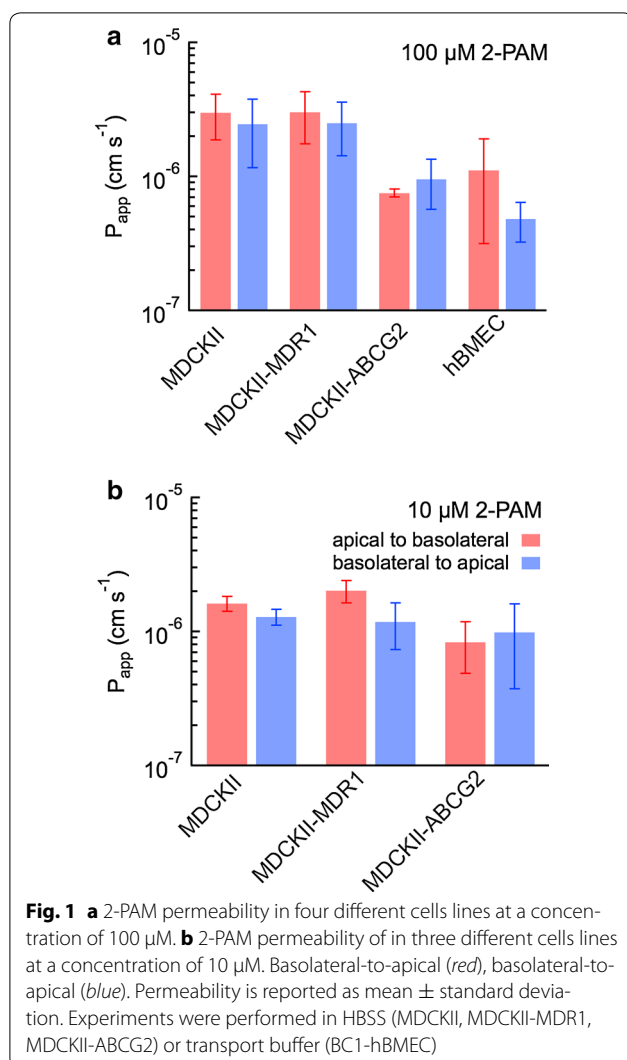 a
100 µM 2-PAM
10⁻⁵
10⁻⁶
10⁻⁷
Papp (cm s⁻¹)
MDCKII
MDCKII-MDR1
MDCKII-ABCG2
hBMEC
b
10 µM 2-PAM
apical to basolateral
basolateral to apical
10⁻⁵
10⁻⁶
10⁻⁷
Papp (cm s⁻¹)
MDCKII
MDCKII-MDR1
MDCKII-ABCG2
Fig. 1 a 2-PAM permeability in four different cells lines at a concen-
tration of 100 µM. b 2-PAM permeability of in three different cells lines
at a concentration of 10 µM. Basolateral-to-apical (red), basolateral-to-
apical (blue). Permeability is reported as mean ± standard devia-
tion. Experiments were performed in HBSS (MDCKII, MDCKII-MDR1,
MDCKII-ABCG2) or transport buffer (BC1-hBMEC)